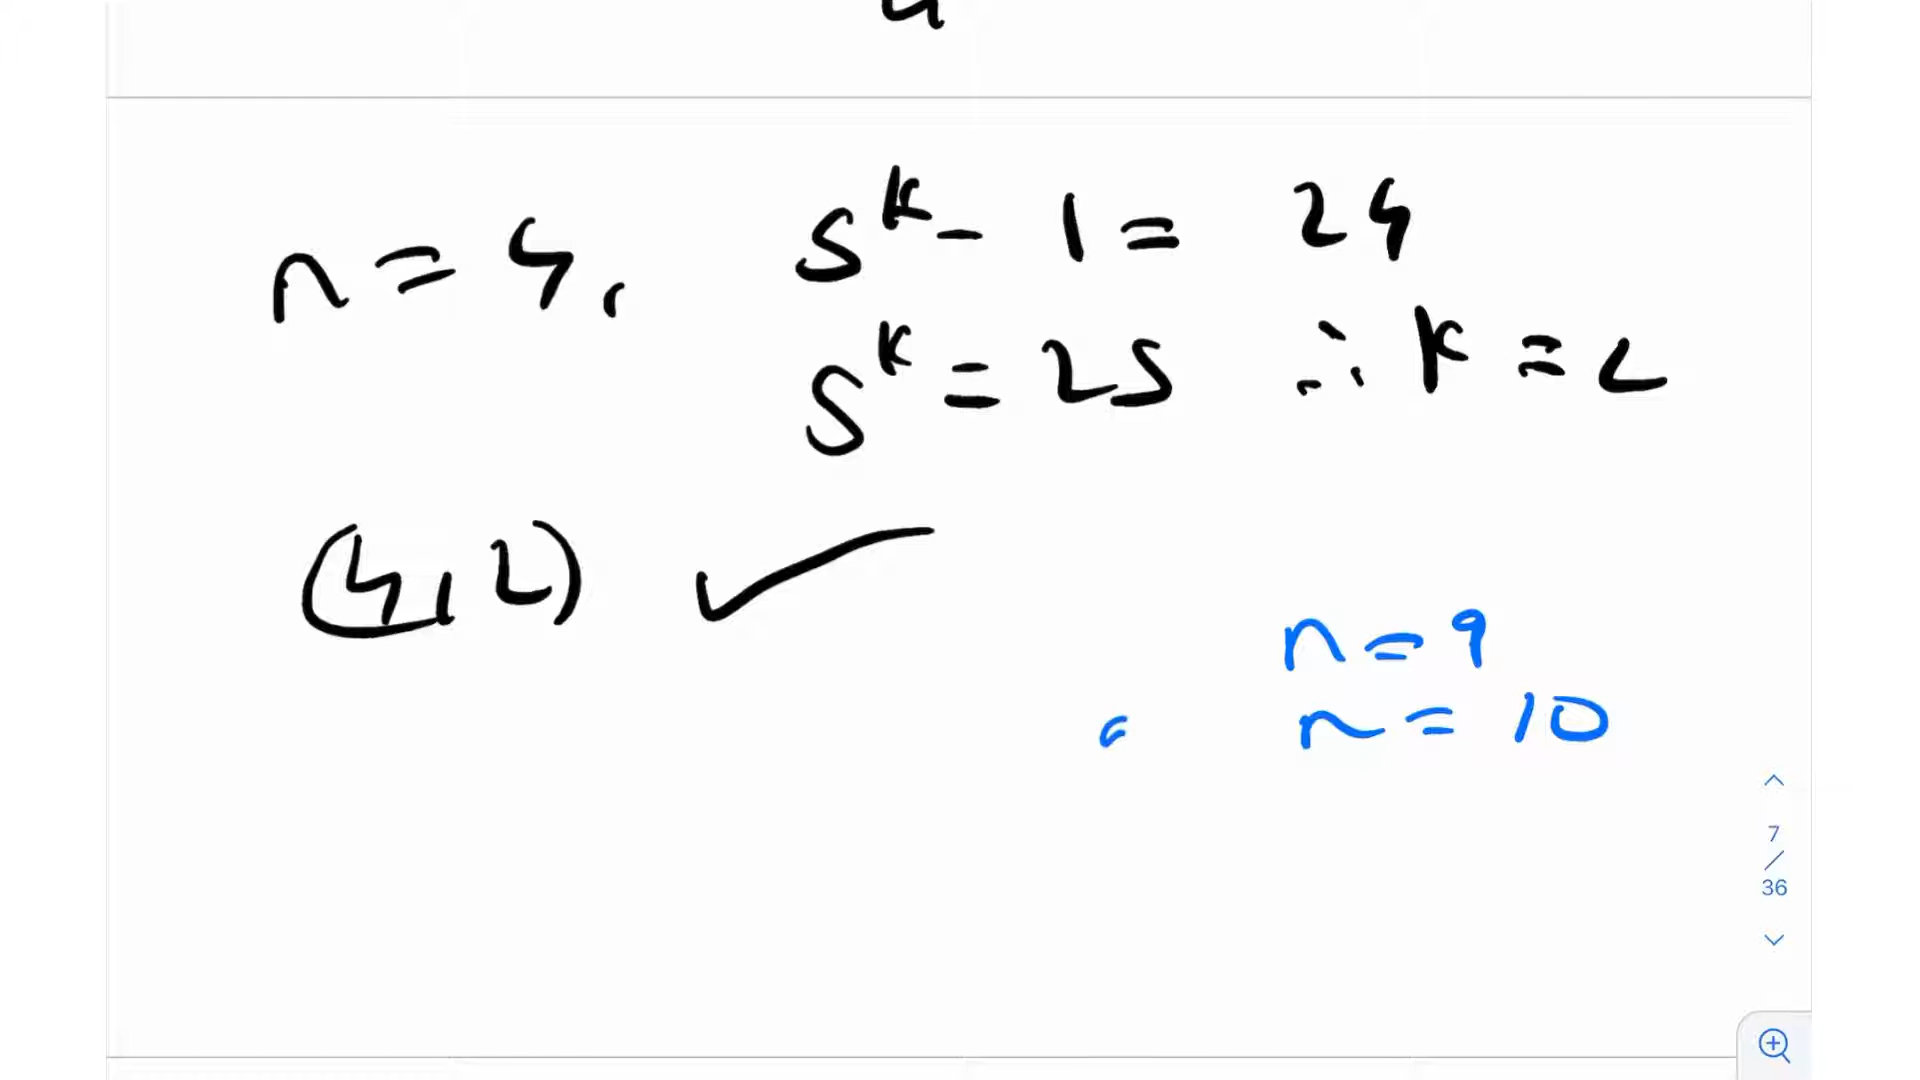 n = 4, 5^k - 1 = 24
5^k = 25 ∴ k = 2
(4, 2) ✓
n = 9
n = 10
7
/
36